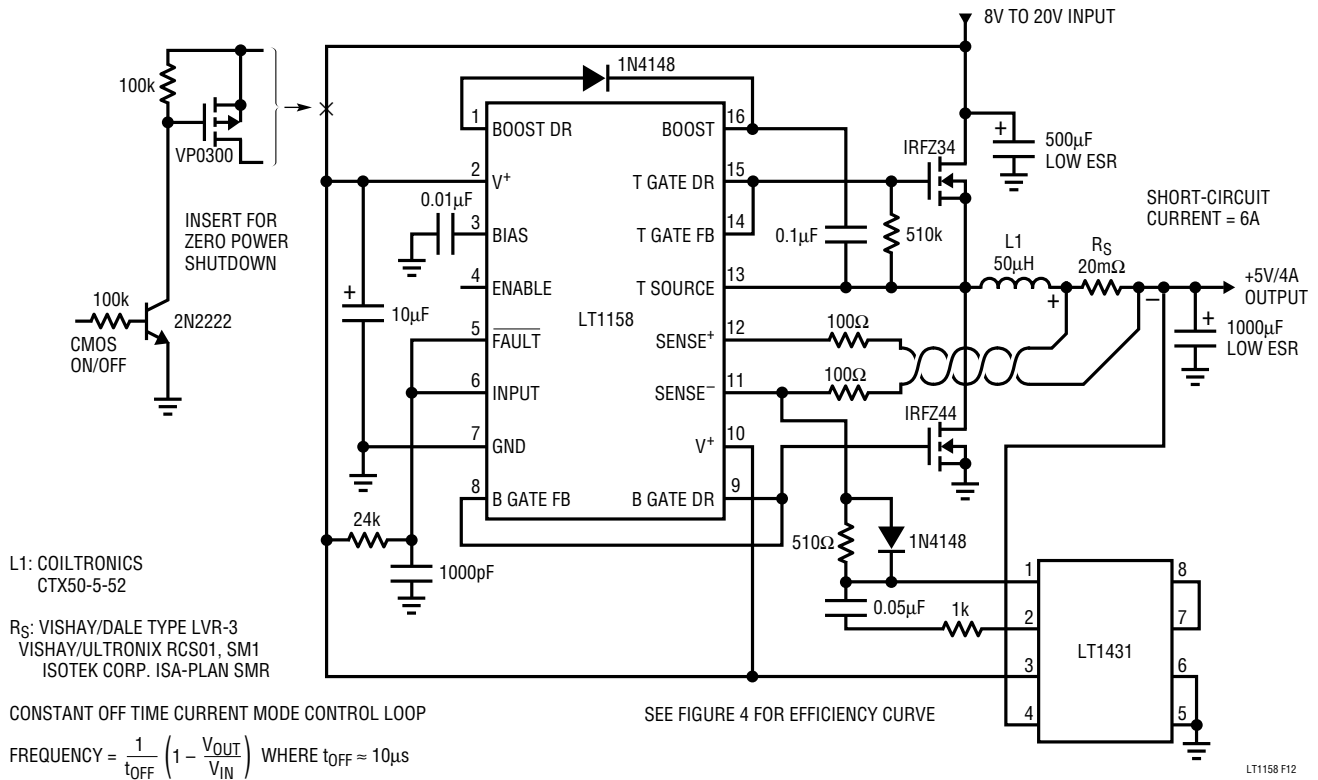 8V TO 20V INPUT
100k
VP0300
INSERT FOR
ZERO POWER
SHUTDOWN
100k
2N2222
CMOS
ON/OFF
1N4148
1
BOOST DR
2
V+
3
BIAS
4
ENABLE
5
FAULT
6
INPUT
7
GND
8
B GATE FB
LT1158
16
BOOST
15
T GATE DR
14
T GATE FB
13
T SOURCE
12
SENSE+
11
SENSE–
10
V+
9
B GATE DR
0.01µF
+
10µF
24k
1000pF
0.1µF
510k
IRFZ34
+
500µF
LOW ESR
SHORT-CIRCUIT
CURRENT = 6A
L1
50µH
RS
20mΩ
+
–
+5V/4A
OUTPUT
+
1000µF
LOW ESR
100Ω
100Ω
IRFZ44
510Ω
1N4148
0.05µF
1k
1
2
3
4
LT1431
8
7
6
5
L1: COILTRONICS
CTX50-5-52
RS: VISHAY/DALE TYPE LVR-3
VISHAY/ULTRONIX RCS01, SM1
ISOTEK CORP. ISA-PLAN SMR
CONSTANT OFF TIME CURRENT MODE CONTROL LOOP
FREQUENCY = 1/tOFF (1 – VOUT/VIN) WHERE tOFF ≈ 10µs
SEE FIGURE 4 FOR EFFICIENCY CURVE
LT1158 F12